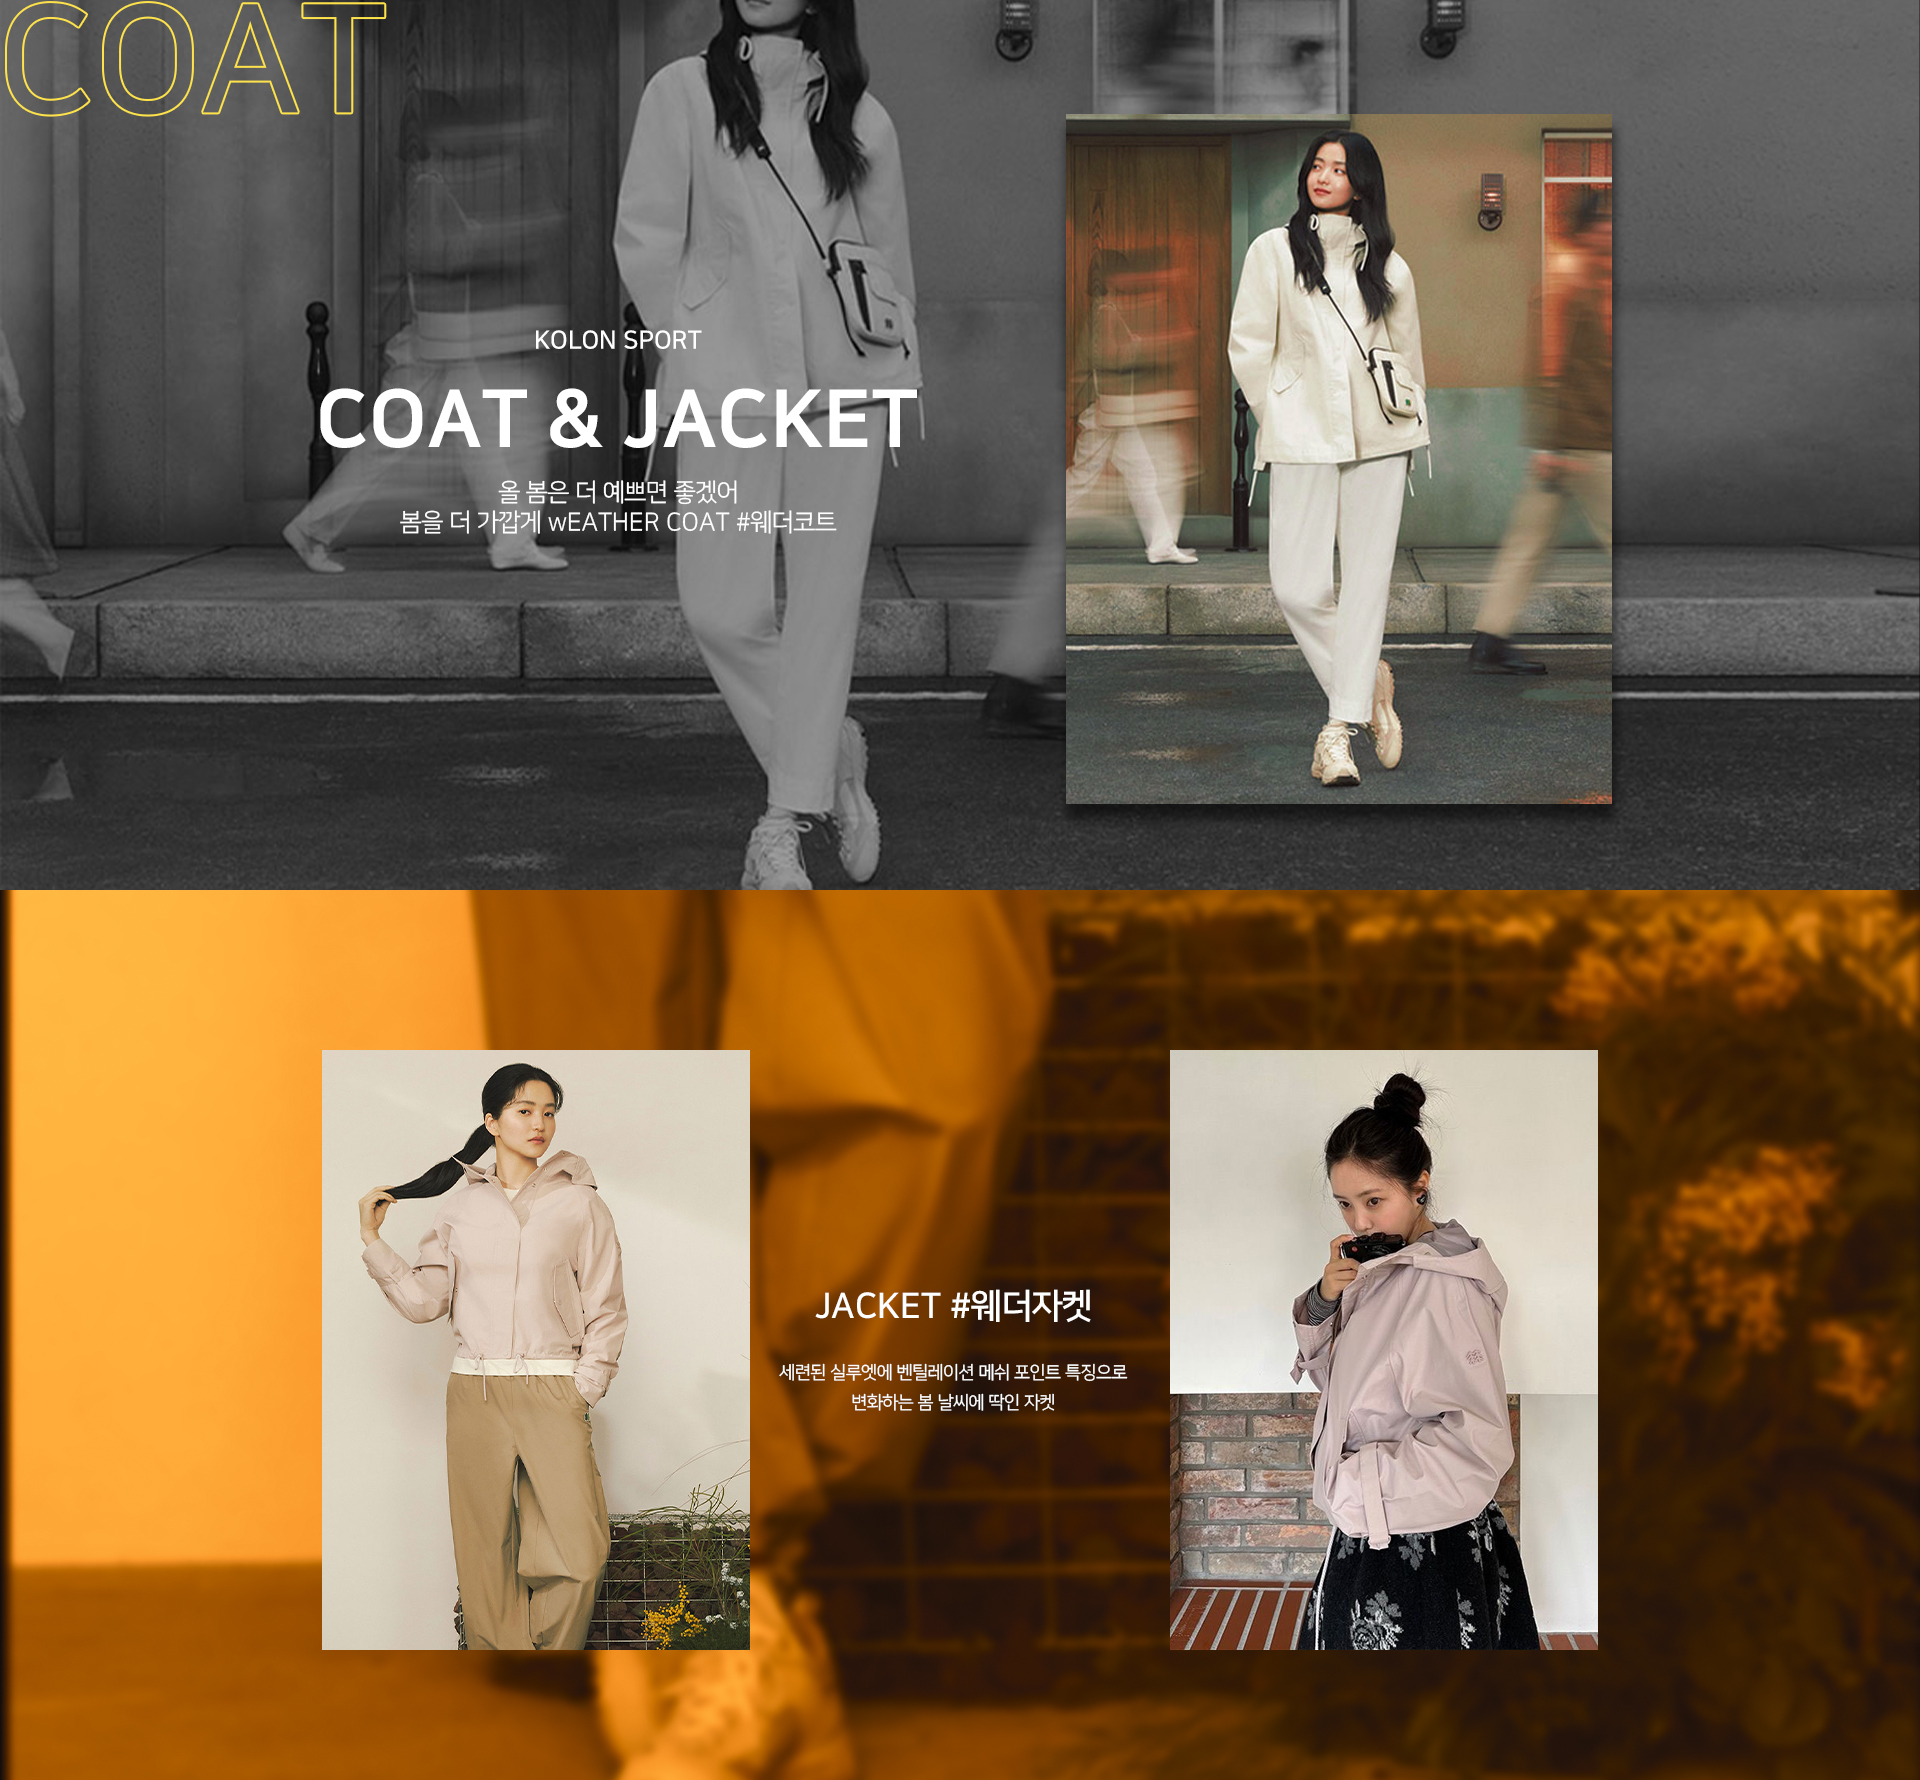 COAT
KOLON SPORT
COAT & JACKET
올 봄은 더 예쁘면 좋겠어
봄을 더 가깝게 wEATHER COAT #웨더코트
JACKET #웨더자켓
세련된 실루엣에 벤틸레이션 메쉬 포인트 특징으로
변화하는 봄 날씨에 딱인 자켓